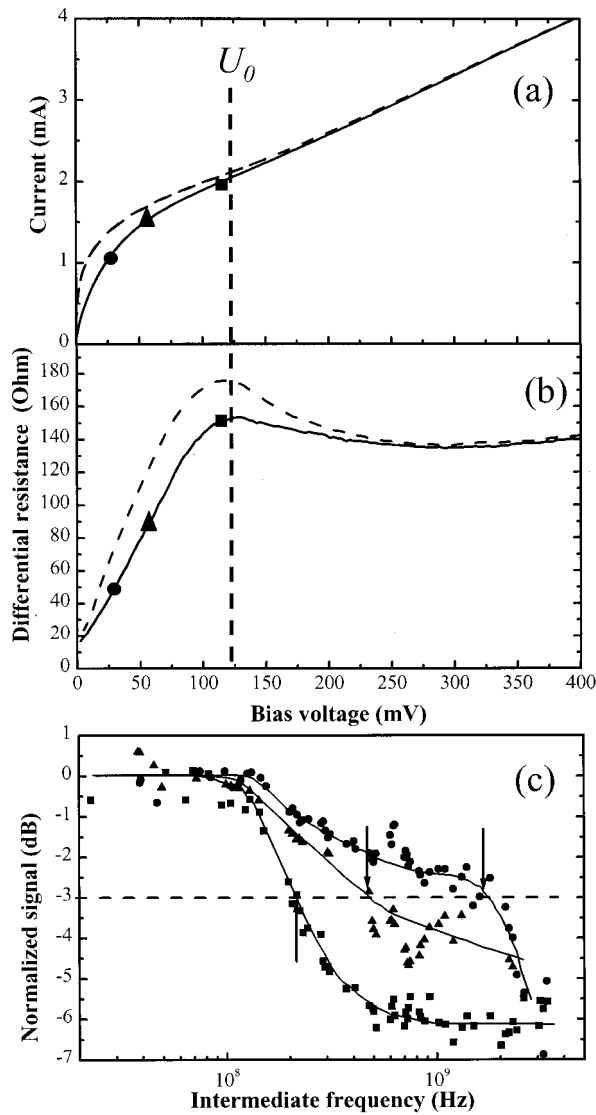 4
3
2
1
0
Current (mA)
U0
(a)
180
160
140
120
100
80
60
40
20
0
Differential resistance (Ohm)
(b)
0 50 100 150 200 250 300 350 400
Bias voltage (mV)
1
0
-1
-2
-3
-4
-5
-6
-7
Normalized signal (dB)
(c)
10^8 10^9
Intermediate frequency (Hz)